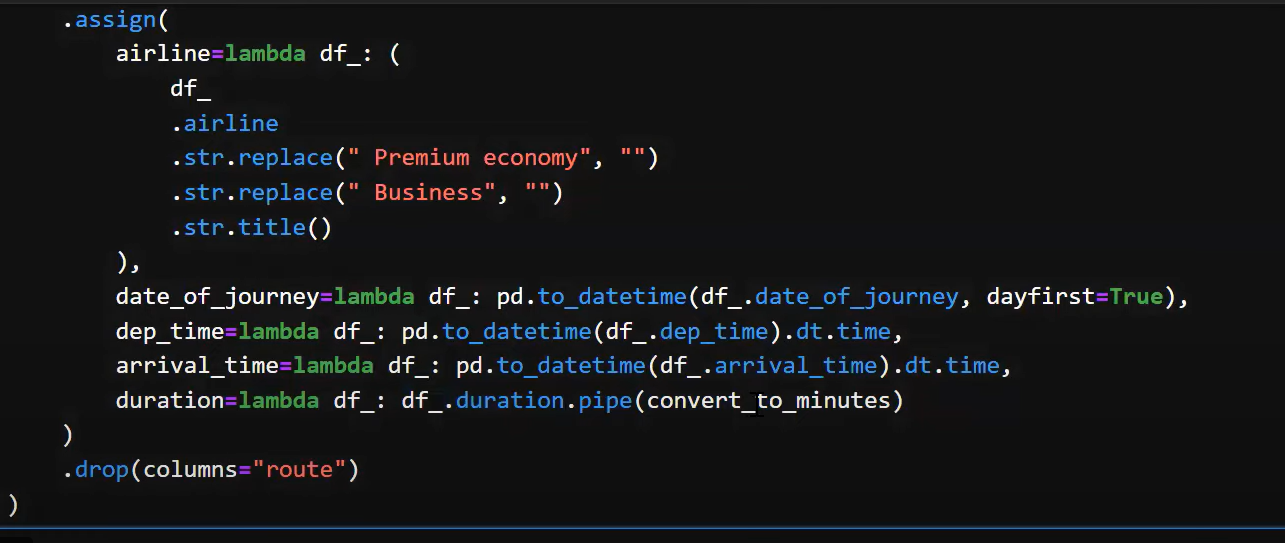 .assign(
airline=lambda df_: (
df_
.airline
.str.replace(" Premium economy", "")
.str.replace(" Business", "")
.str.title()
),
date_of_journey=lambda df_: pd.to_datetime(df_.date_of_journey, dayfirst=True),
dep_time=lambda df_: pd.to_datetime(df_.dep_time).dt.time,
arrival_time=lambda df_: pd.to_datetime(df_.arrival_time).dt.time,
duration=lambda df_: df_.duration.pipe(convert_to_minutes)
)
.drop(columns="route")
)